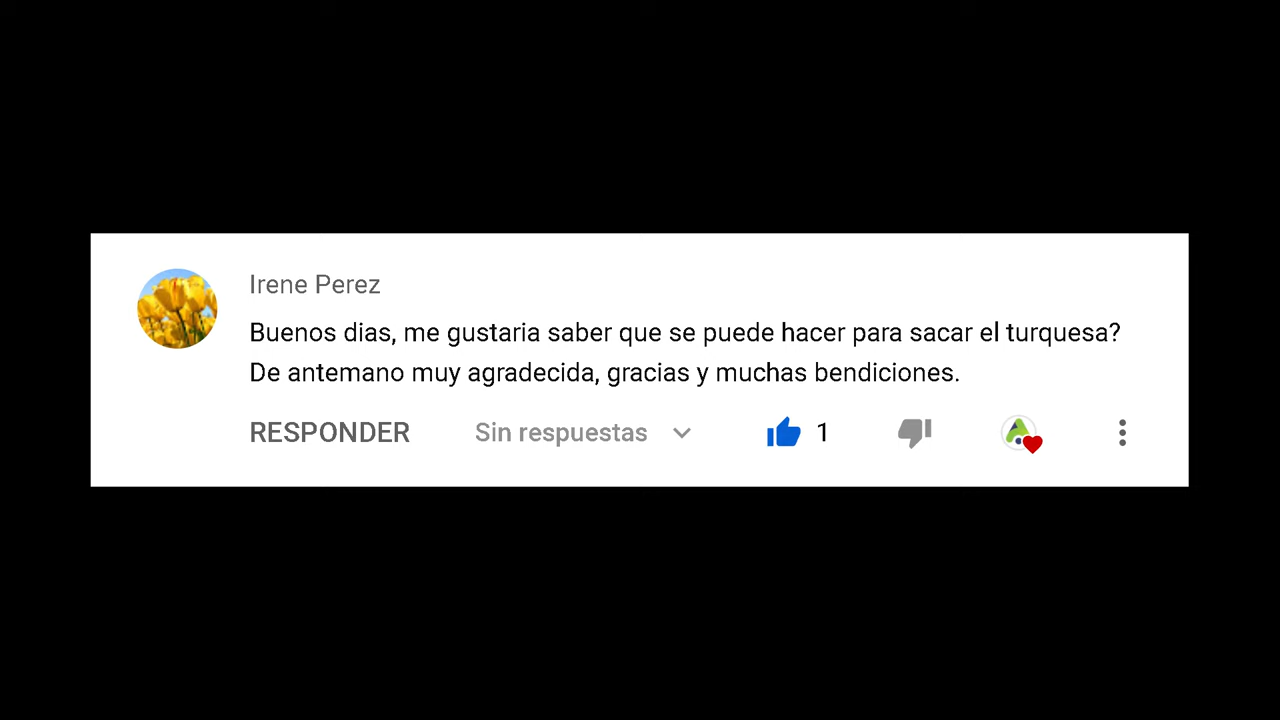 Irene Perez
Buenos dias, me gustaria saber que se puede hacer para sacar el turquesa?
De antemano muy agradecida, gracias y muchas bendiciones.
RESPONDER Sin respuestas 1